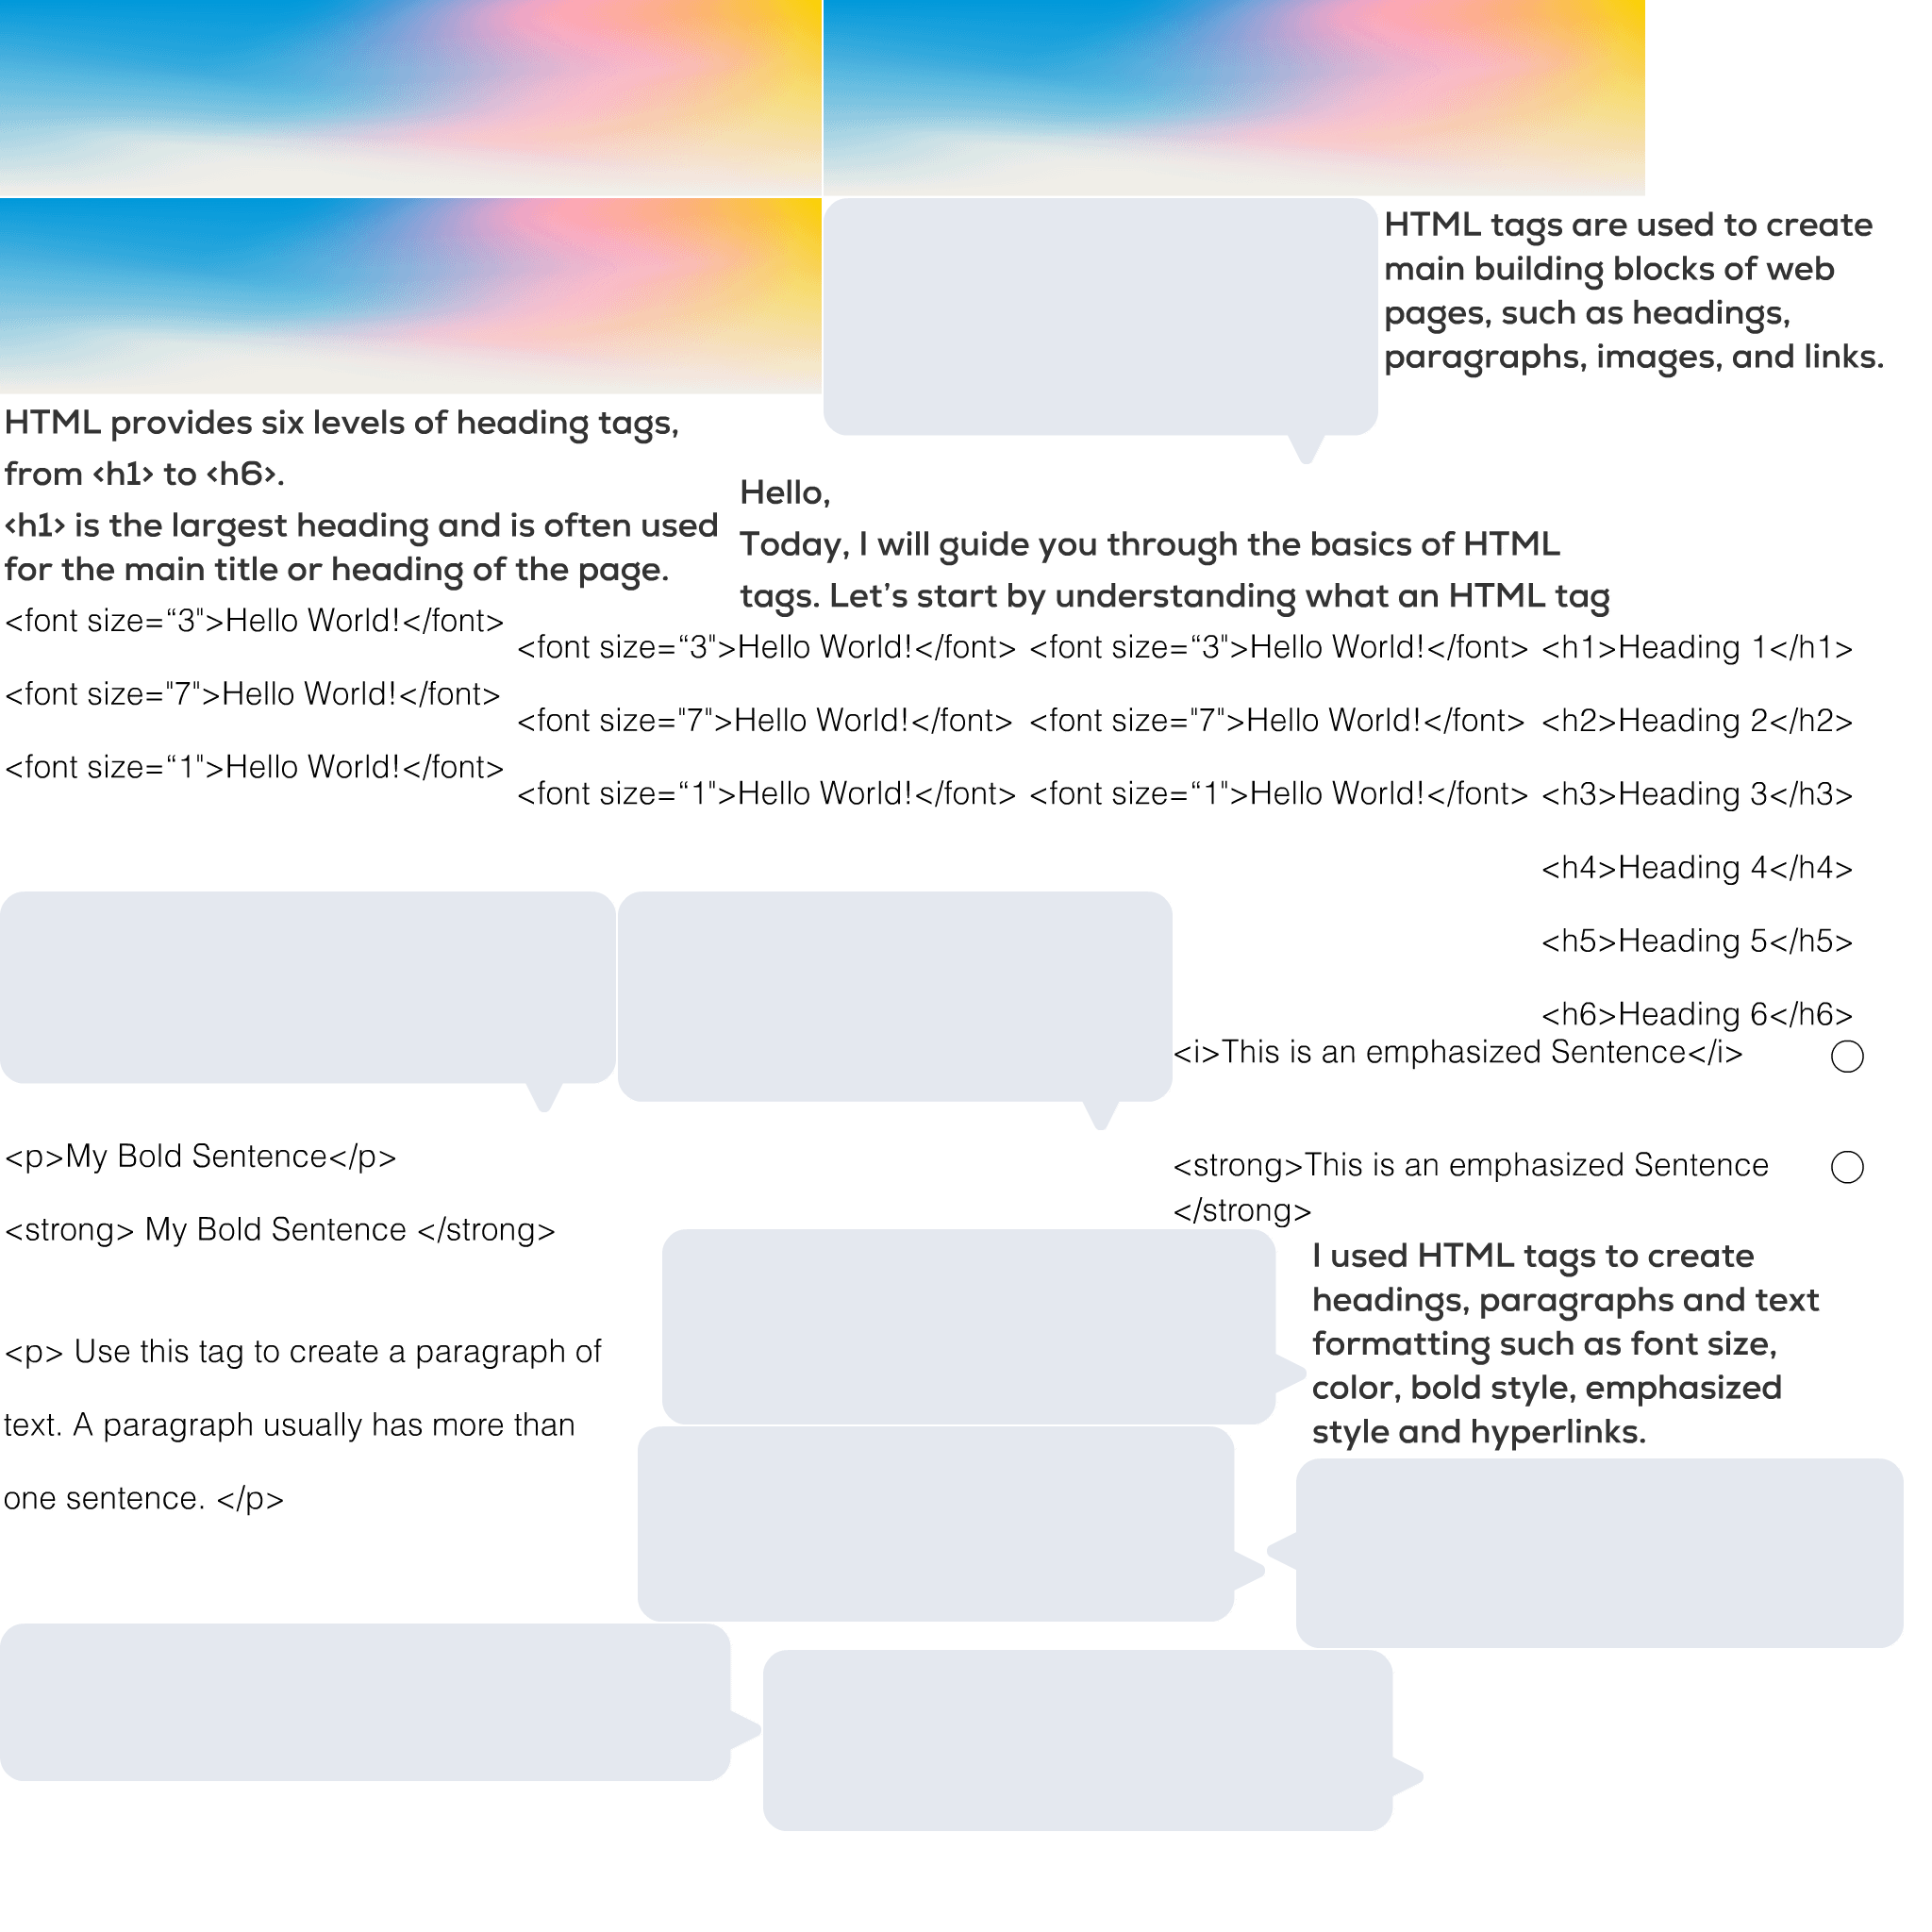 HTML tags are used to create
main building blocks of web
pages, such as headings,
paragraphs, images, and links.
HTML provides six levels of heading tags,
from <h1> to <h6>.
<h1> is the largest heading and is often used
for the main title or heading of the page.
Hello,
Today, I will guide you through the basics of HTML
tags. Let’s start by understanding what an HTML tag
<font size=“3">Hello World!</font>
<font size="7">Hello World!</font>
<font size=“1">Hello World!</font>
<font size=“3">Hello World!</font>
<font size="7">Hello World!</font>
<font size=“1">Hello World!</font>
<font size=“3">Hello World!</font>
<font size="7">Hello World!</font>
<font size=“1">Hello World!</font>
<h1>Heading 1</h1>
<h2>Heading 2</h2>
<h3>Heading 3</h3>
<h4>Heading 4</h4>
<h5>Heading 5</h5>
<h6>Heading 6</h6>
<i>This is an emphasized Sentence</i>
<strong>This is an emphasized Sentence
</strong>
<p>My Bold Sentence</p>
<strong> My Bold Sentence </strong>
<p> Use this tag to create a paragraph of
text. A paragraph usually has more than
one sentence. </p>
I used HTML tags to create
headings, paragraphs and text
formatting such as font size,
color, bold style, emphasized
style and hyperlinks.